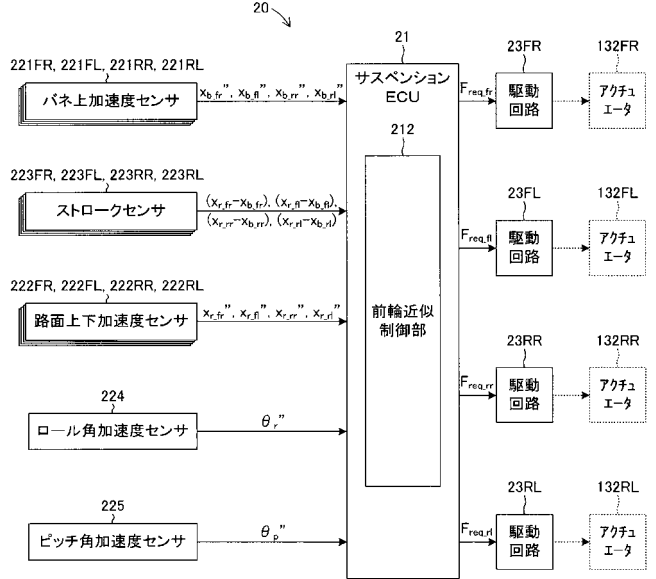 20
221FR, 221FL, 221RR, 221RL
バネ上加速度センサ
x_b_fr”, x_b_fl”, x_b_rr”, x_b_rl”
223FR, 223FL, 223RR, 223RL
ストロークセンサ
(x_r_fr−x_b_fr), (x_r_fl−x_b_fl),
(x_r_rr−x_b_rr), (x_r_rl−x_b_rl)
222FR, 222FL, 222RR, 222RL
路面上下加速度センサ
x_r_fr”, x_r_fl”, x_r_rr”, x_r_rl”
224
ロール角加速度センサ
θ_r”
225
ピッチ角加速度センサ
θ_p”
21
サスペンション
ECU
212
前輪近似
制御部
F_req_fr
23FR
駆動
回路
132FR
アクチュ
エータ
F_req_fl
23FL
駆動
回路
132FL
アクチュ
エータ
F_req_rr
23RR
駆動
回路
132RR
アクチュ
エータ
F_req_rl
23RL
駆動
回路
132RL
アクチュ
エータ